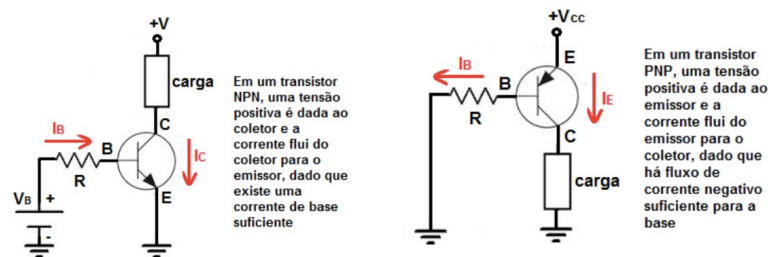 +V
carga
IB
B
C
R
IC
E
VB
+
-
Em um transistor
NPN, uma tensão
positiva é dada ao
coletor e a
corrente flui do
coletor para o
emissor, dado que
existe uma
corrente de base
suficiente
+Vcc
IB
E
B
IE
R
C
carga
Em um transistor
PNP, uma tensão
positiva é dada ao
emissor e a
corrente flui do
emissor para o
coletor, dado que
há fluxo de
corrente negativo
suficiente para a
base